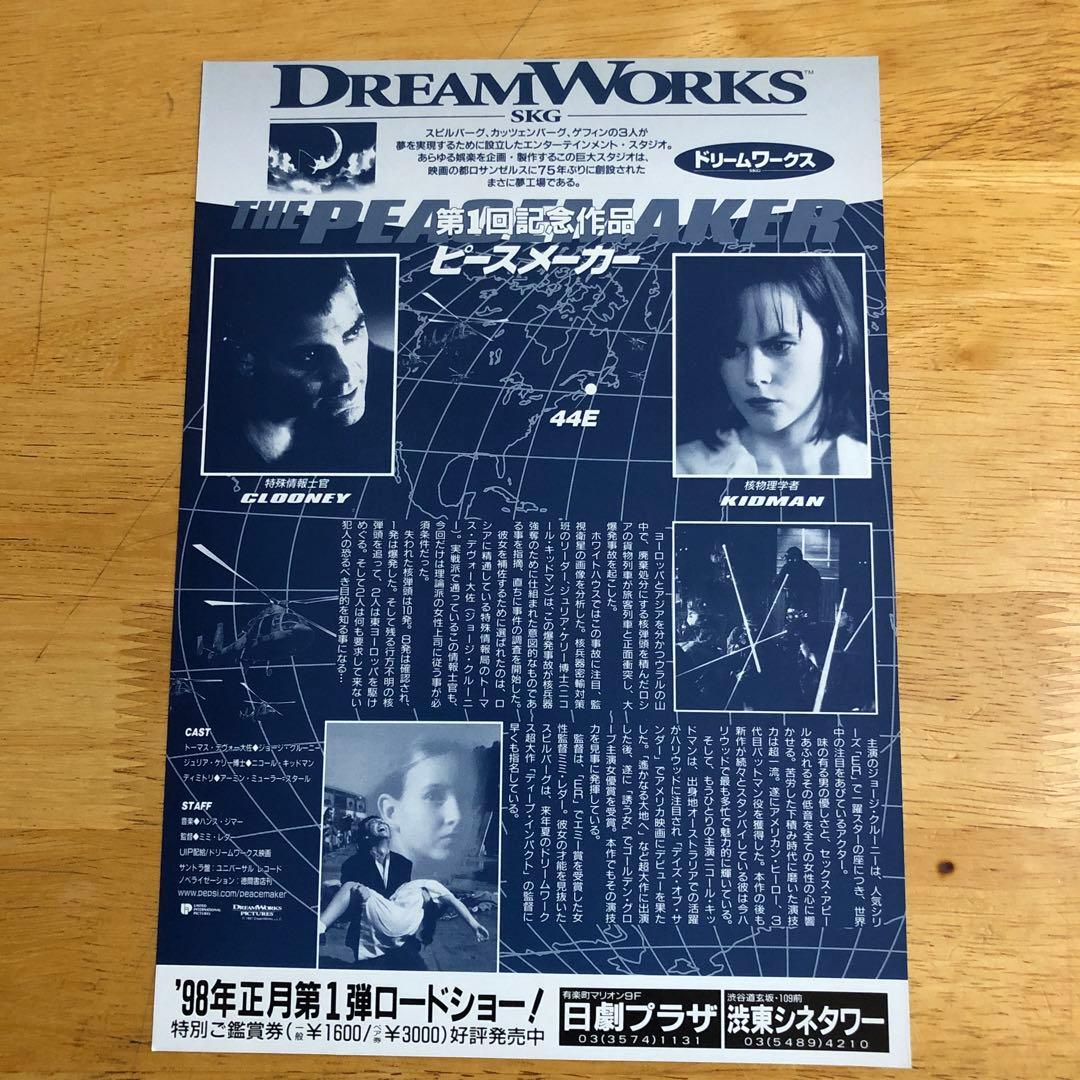 DREAMWORKS™
SKG
スピルバーグ、カッツェンバーグ、ゲフィンの3人が
夢を実現するために設立したエンターテインメント・スタジオ。
あらゆる娯楽を企画・製作するこの巨大スタジオは、
映画の都ロサンゼルスに75年ぶりに創設された
まさに夢工場である。
ドリームワークス
SKG
THE PEACEMAKER
第1回記念作品
ピースメーカー
44E
特殊情報士官
CLOONEY
核物理学者
KIDMAN
ヨーロッパとアジアを分かつウラルの山
中で、廃棄処分にする核弾頭を積んだロシ
アの貨物列車が旅客列車と正面衝突し、大
爆発事故を起こした。
ホワイトハウスではこの事故に注目、監
視衛星の画像を分析した。核兵器密輸対策
班のリーダー、ジュリア・ケリー博士(ニコ
ール・キッドマン)は、この爆発事故が核兵器
強奪のために仕組まれた意図的なものであ
る事を指摘、直ちに事件の調査を開始した。
彼女を補佐するために選ばれたのは、ロ
シアに精通している特殊情報局のトーマ
ス・デヴォー大佐(ジョージ・クルーニ
ー)。実戦派で通っているこの情報士官も、
今回だけは理論派の女性上司に従う事が必
須条件だった。
失われた核弾頭は10発。8発は確認され、
1発は爆発した。そして残る行方不明の核
弾頭を追って、2人は東ヨーロッパを駆け
めぐる。そして2人は何も要求して来ない
犯人の恐るべき目的を知る事になる…
主演のジョージ・クルーニーは、人気シリ
ーズ「ER」で一躍スターの座につき、世界
中の注目をあびているアクター。
味の有る男の優しさと、セックス・アピー
ルあふれるその低音を全ての女性の心に響
かせる。苦労した下積み時代に磨いた演技
力は超一流。遂にアメリカン・ヒーロー、3
代目バットマン役を獲得した。本作の後も
新作が続々とスタンバイしている彼は今ハ
リウッドで最も多忙で魅力的に輝いている。
そして、もうひとりの主演ニコール・キッ
ドマンは、出身地オーストラリアでの活躍
がハリウッドに注目され「デイズ・オブ・サ
ンダー」でアメリカ映画にデビューを果た
した。「遥かなる大地へ」など超大作に出演
した後、遂に「誘う女」でゴールデン・グロ
ーブ主演女優賞を受賞。本作でもその演技
力を見事に発揮している。
監督は、「ER」でエミー賞を受賞した女
性監督ミミ・レダー。彼女の才能を見抜いた
スピルバーグは、来年夏のドリームワーク
ス超大作「ディープ・インパクト」の監督に
早くも指名している。
CAST
トーマス・デヴォー大佐◆ジョージ・クルーニー
ジュリア・ケリー博士◆ニコール・キッドマン
ディミトリ◆アーミン・ミューラー=スタール
STAFF
音楽◆ハンス・ジマー
監督◆ミミ・レダー
UIP配給/ドリームワークス映画
サントラ盤:ユニバーサル レコード
ノベライゼーション:徳間書店刊
www.pepsi.com/peacemaker
UNITED INTERNATIONAL PICTURES
DREAMWORKS PICTURES
'98年正月第1弾ロードショー!
特別ご鑑賞券(一般¥1600/ペア券¥3000)好評発売中
有楽町マリオン9F
日劇プラザ
03(3574)1131
渋谷道玄坂・109前
渋東シネタワー
03(5489)4210